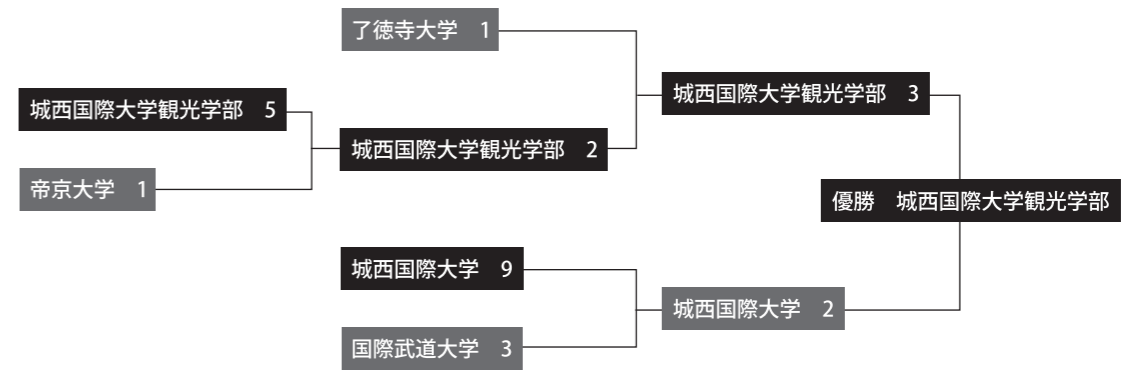 了徳寺大学　1
城西国際大学観光学部　3
城西国際大学観光学部　5
城西国際大学観光学部　2
帝京大学　1
優勝　城西国際大学観光学部
城西国際大学　9
城西国際大学　2
国際武道大学　3